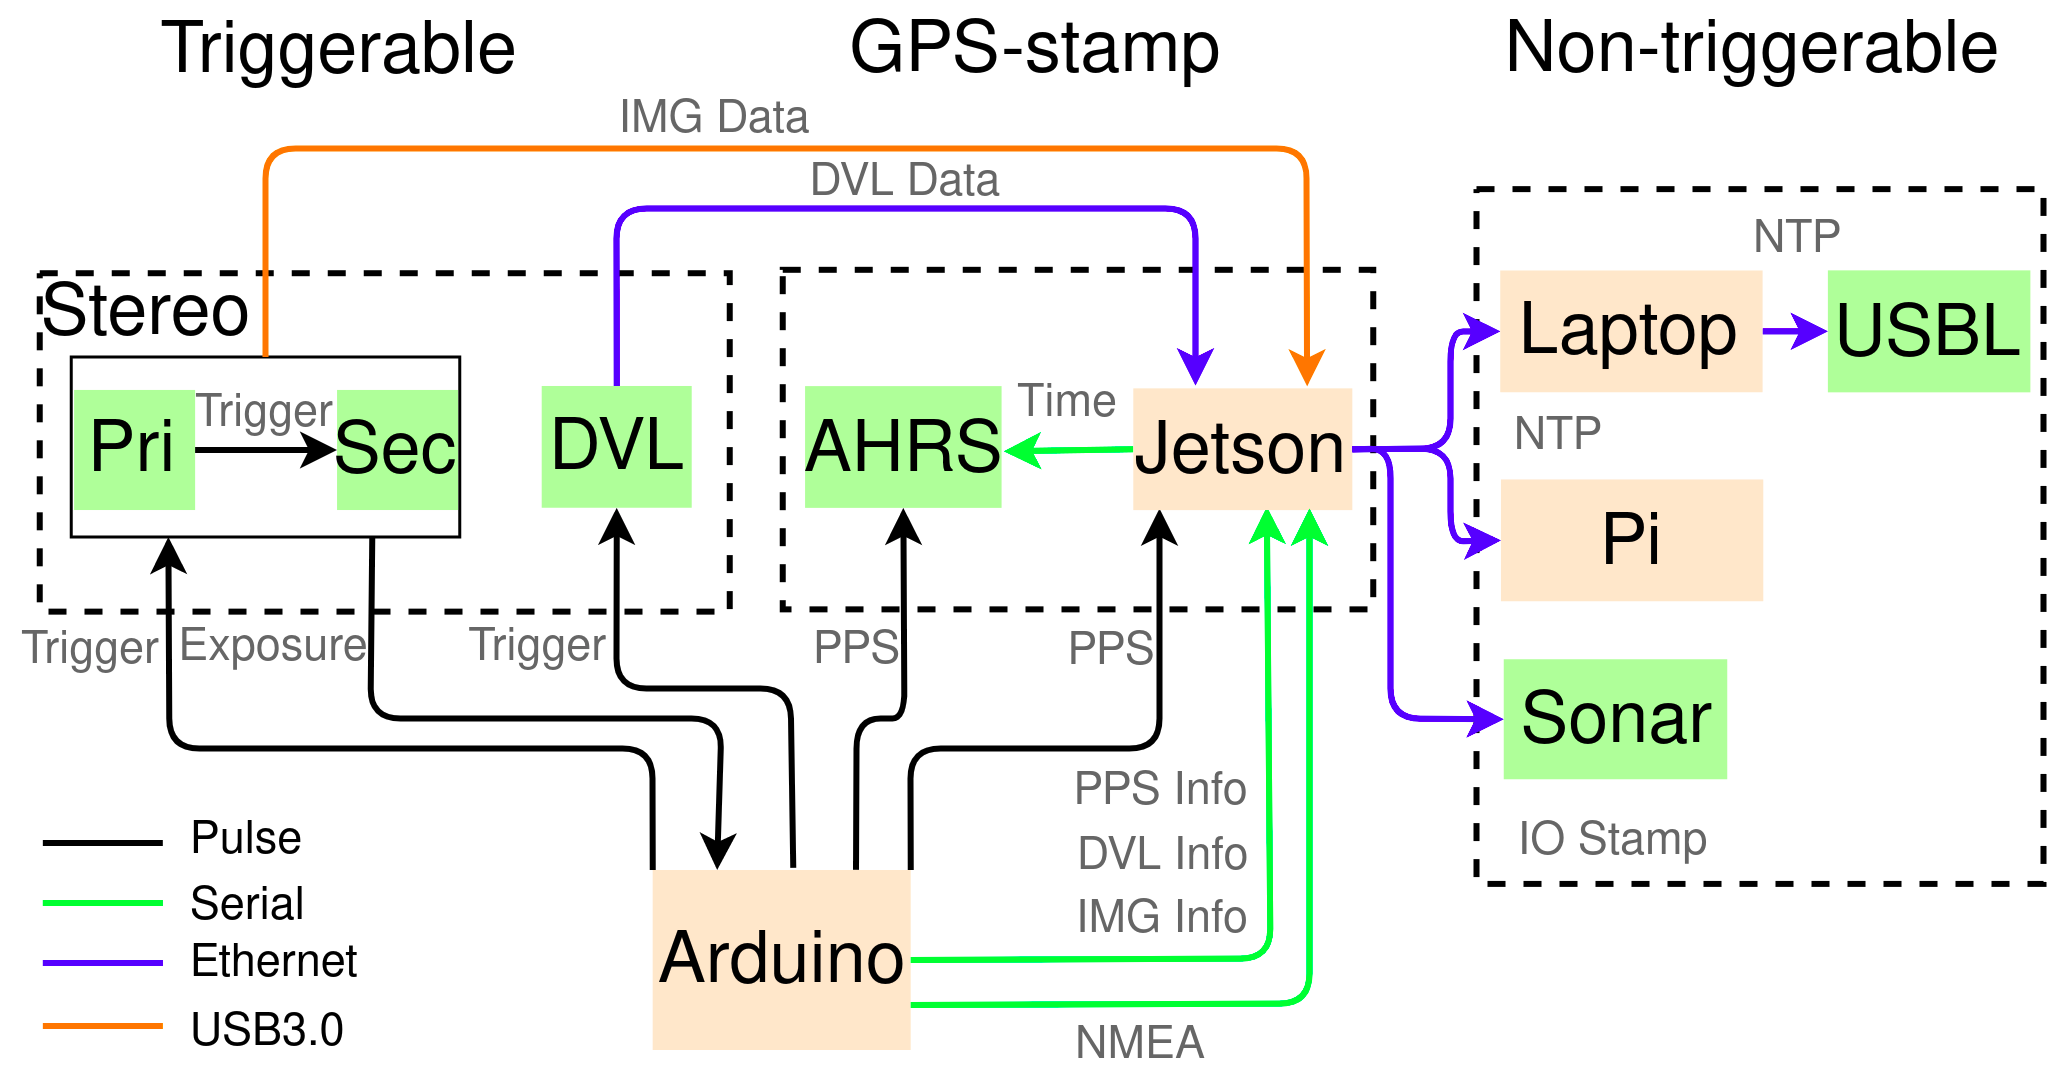 Triggerable
GPS-stamp
Non-triggerable
IMG Data
DVL Data
Stereo
Pri
Trigger
Sec
DVL
AHRS
Time
Jetson
NTP
Laptop
USBL
NTP
Pi
Sonar
IO Stamp
Trigger
Exposure
Trigger
PPS
PPS
PPS Info
DVL Info
IMG Info
Arduino
NMEA
Pulse
Serial
Ethernet
USB3.0